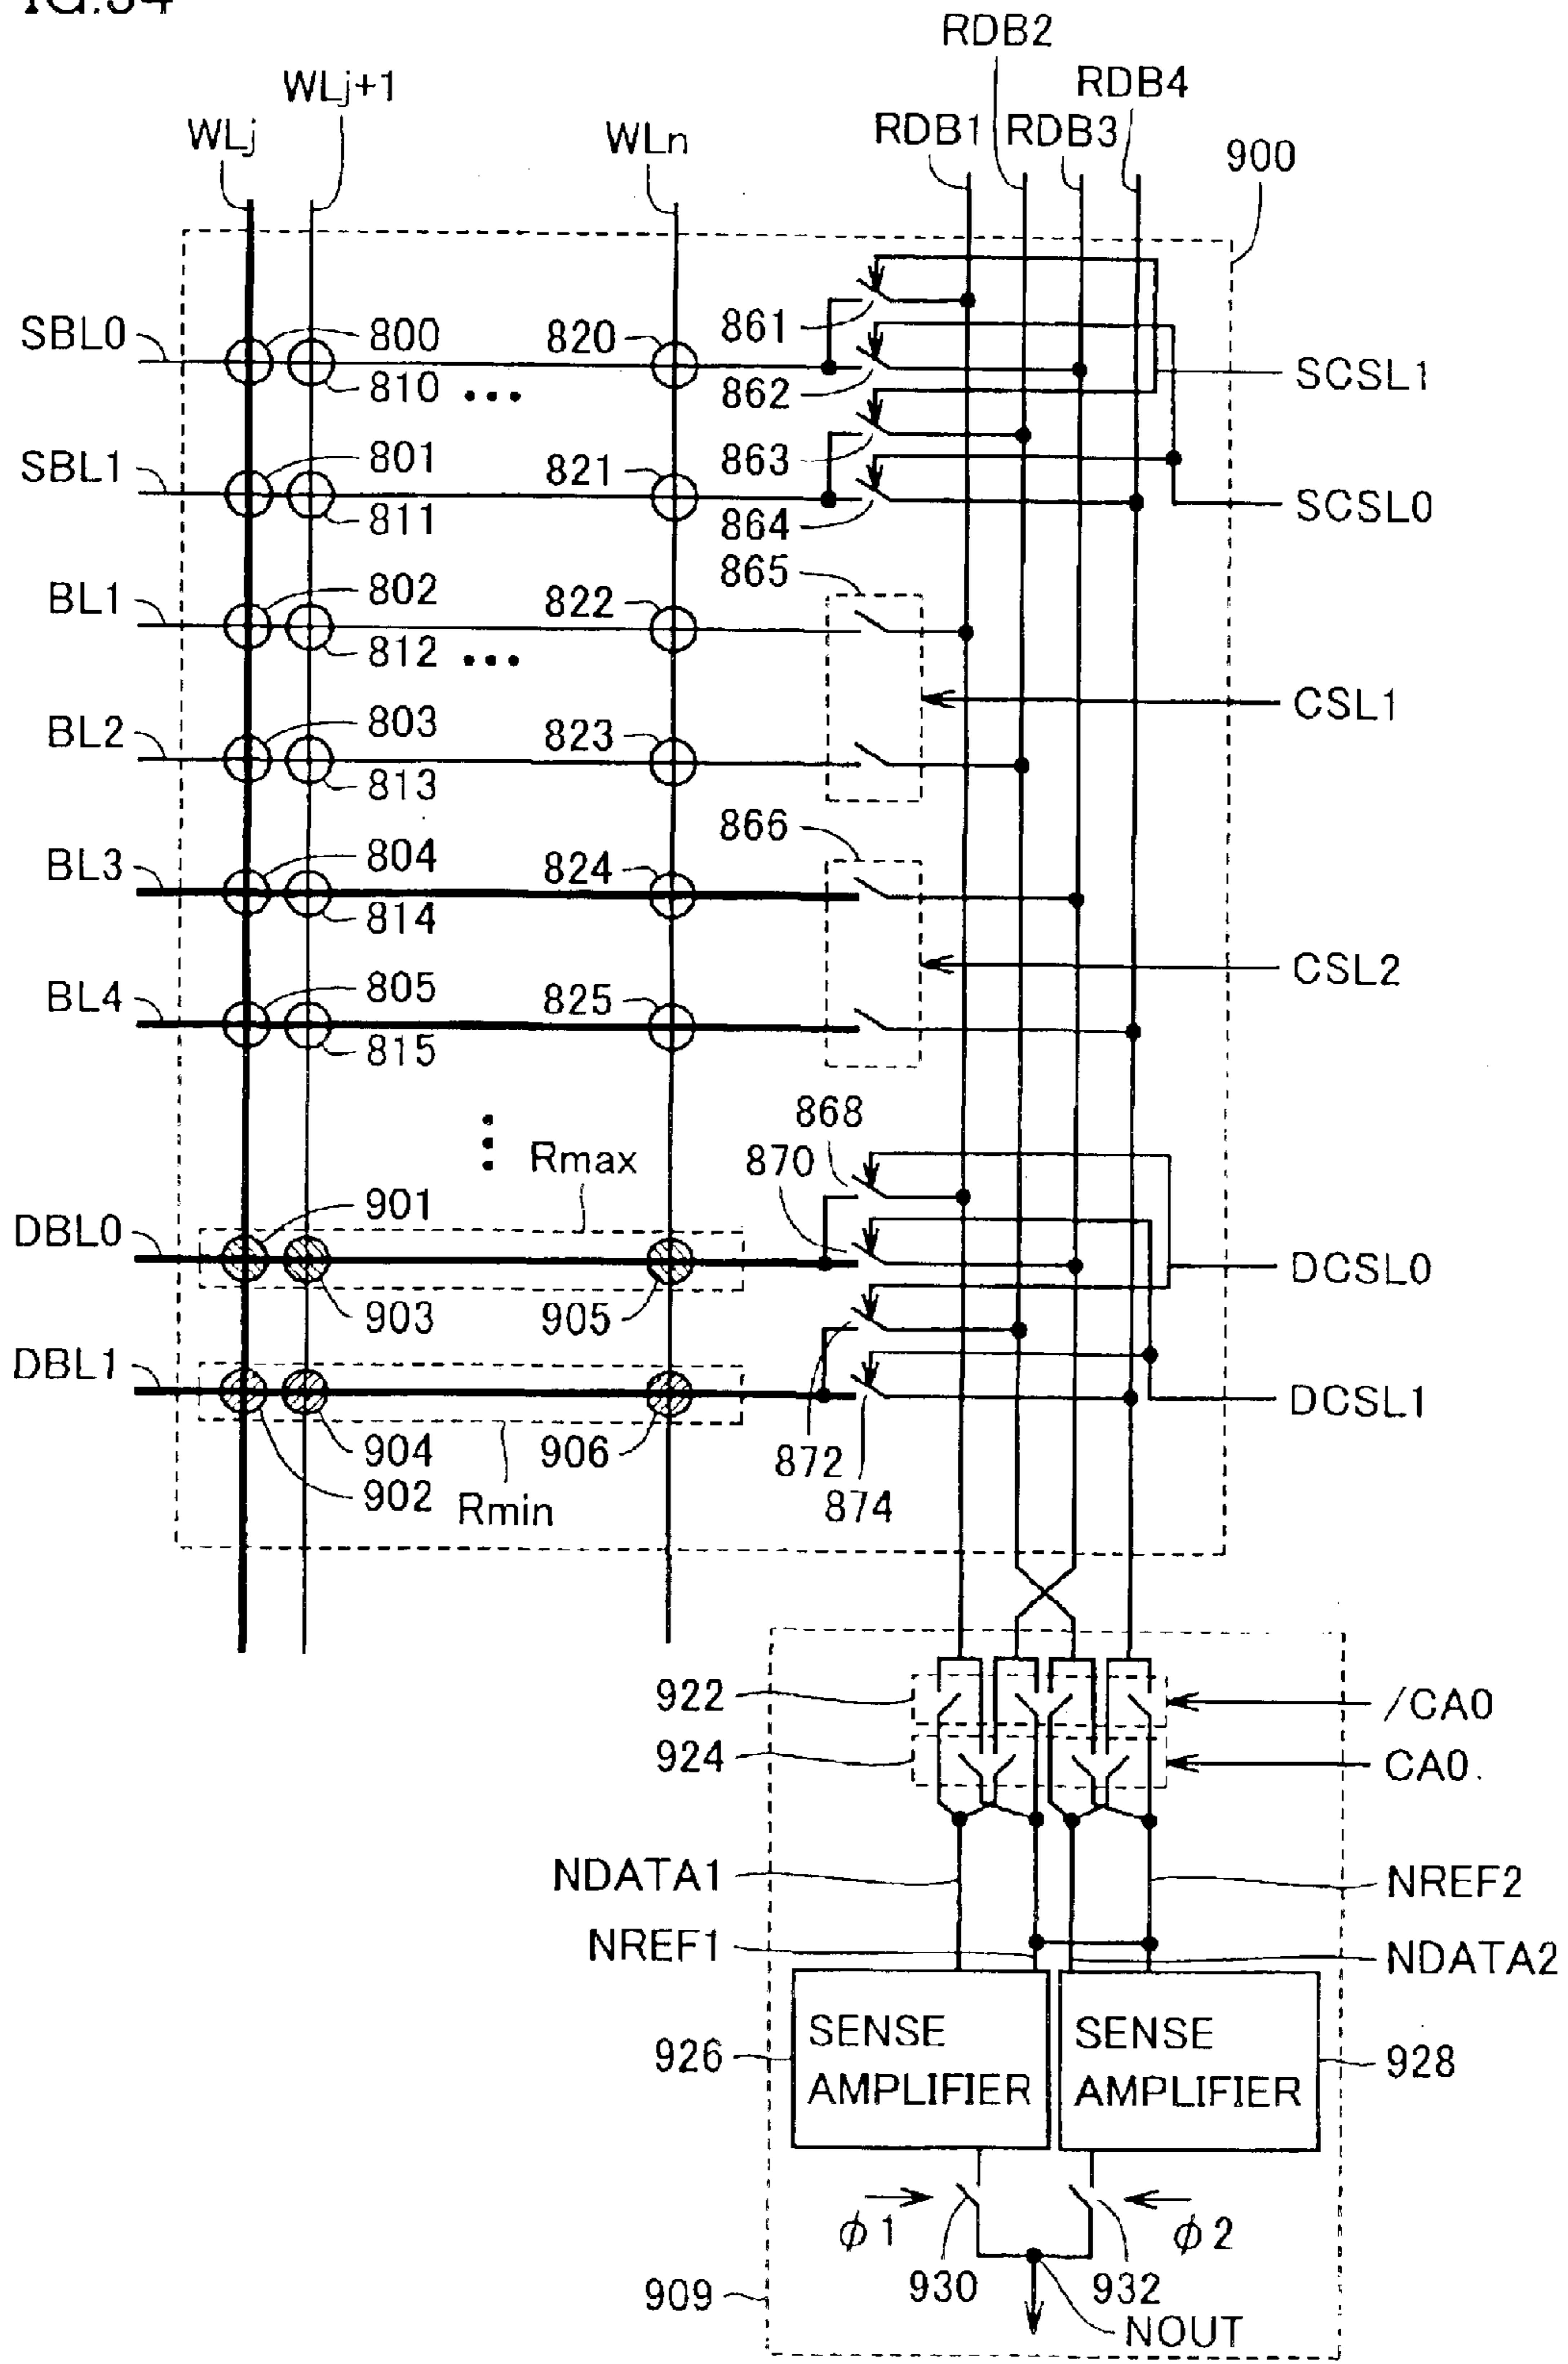 IG.34
RDB2
WLj+1
RDB4
WLj
WLn
RDB1 RDB3
900
SBL0
800
820
861
SCSL1
810 ...
862
SBL1
801
821
863
SCSL0
811
864
BL1
802
822
865
812 ...
CSL1
BL2
803
823
813
866
BL3
804
824
814
CSL2
BL4
805
825
815
868
Rmax
870
DBL0
901
DCSL0
903
905
DBL1
DCSL1
904
906
872
902
Rmin
874
922
/CA0
924
CA0.
NDATA1
NREF2
NREF1
NDATA2
SENSE AMPLIFIER
SENSE AMPLIFIER
926
928
φ1
φ2
930
932
909
NOUT